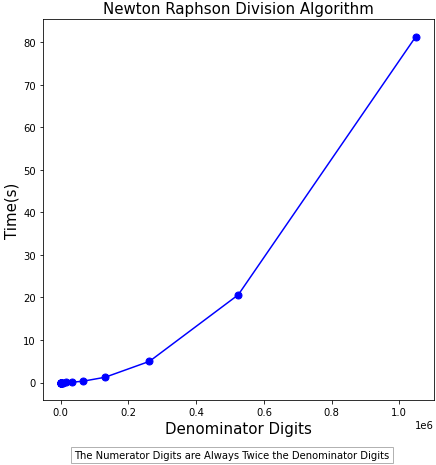 Newton Raphson Division Algorithm
80
70
60
50
40
30
20
10
0
Time(s)
0.0 0.2 0.4 0.6 0.8 1.0
1e6
Denominator Digits
The Numerator Digits are Always Twice the Denominator Digits